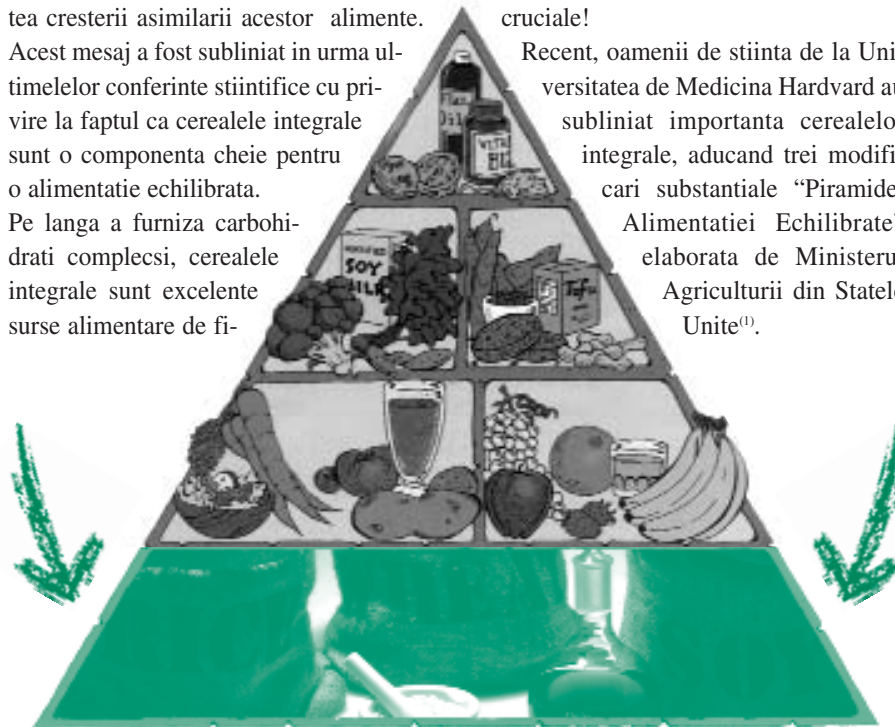 tea cresterii asimilarii acestor alimente.
Acest mesaj a fost subliniat in urma ul-
timelelor conferinte stiintifice cu pri-
vire la faptul ca cerealele integrale
sunt o componenta cheie pentru
o alimentatie echilibrata.
Pe langa a furniza carbohi-
drati complecsi, cerealele
integrale sunt excelente
surse alimentare de fi-
cruciale!
Recent, oamenii de stiinta de la Uni
versitatea de Medicina Hardvard au
subliniat importanta cerealelo
integrale, aducand trei modifi
cari substantiale “Piramide
Alimentatiei Echilibrate”
elaborata de Ministeru
Agriculturii din Statele
Unite(1).
Flax
Oil
SOY
MILK
Tofu